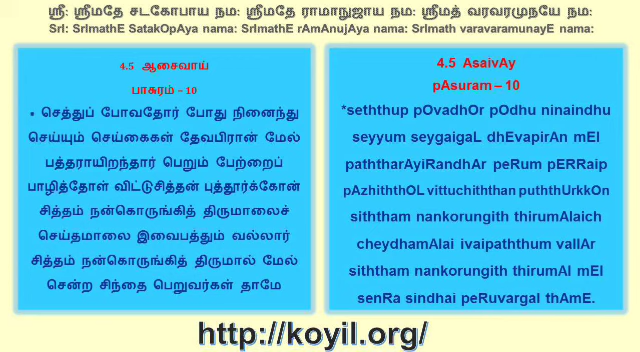 ஸ்ரீ: ஸ்ரீமதே சடகோபாய நம: ஸ்ரீமதே ராமாநுஜாய நம: ஸ்ரீமத் வரவரமுநயே நம:
SrI: SrImathE SatakOpAya nama: SrImathE rAmAnujAya nama: SrImath varavaramunayE nama:
4.5 ஆசைவாய்
பாசுரம் – 10
• செத்துப் போவதோர் போது நினைந்து
செய்யும் செய்கைகள் தேவபிரான் மேல்
பத்தராயிறந்தார் பெறும் பேற்றைப்
பாழித்தோள் விட்டுசித்தன் புத்தூர்க்கோன்
சித்தம் நன்கொருங்கித் திருமாலைச்
செய்தமாலை இவைபத்தும் வல்லார்
சித்தம் நன்கொருங்கித் திருமால் மேல்
சென்ற சிந்தை பெறுவர்கள் தாமே
4.5 AsaivAy
pAsuram – 10
*seththup pOvadhOr pOdhu ninaindhu
seyyum seygaigaL dhEvapirAn mEl
paththarAyiRandhAr peRum pERRaip
pAzhiththOL vittuchiththan puththUrkkOn
siththam nankorungith thirumAlaich
cheydhamAlai ivaipaththum vallAr
siththam nankorungith thirumAl mEl
senRa sindhai peRuvargal thAmE.
http://koyil.org/